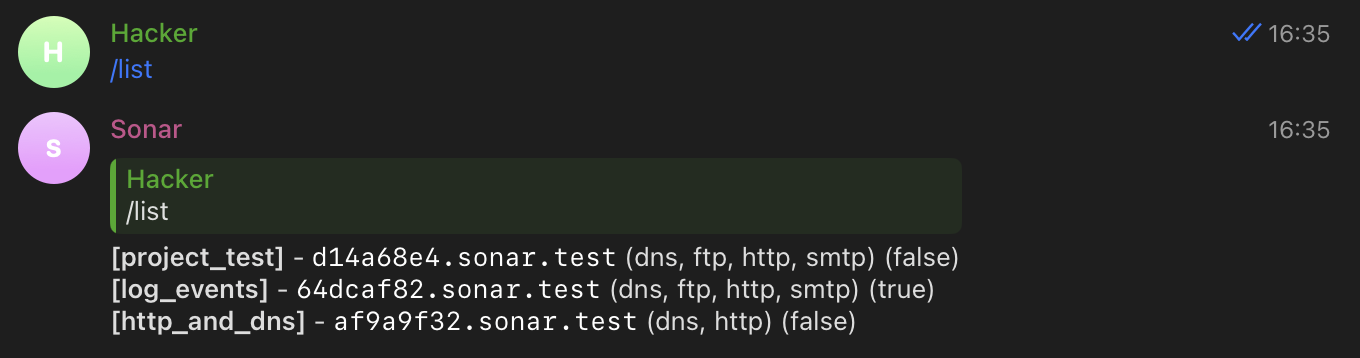 H
Hacker
16:35
/list
S
Sonar
16:35
Hacker
/list
[project_test] - d14a68e4.sonar.test (dns, ftp, http, smtp) (false)
[log_events] - 64dcaf82.sonar.test (dns, ftp, http, smtp) (true)
[http_and_dns] - af9a9f32.sonar.test (dns, http) (false)